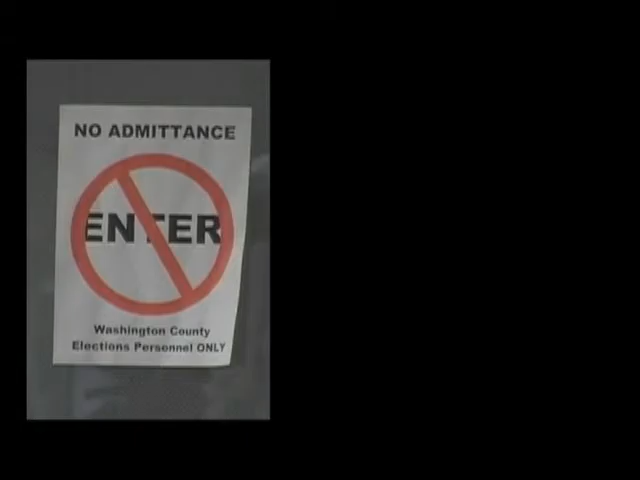 NO ADMITTANCE
ENTER
Washington County
Elections Personnel ONLY